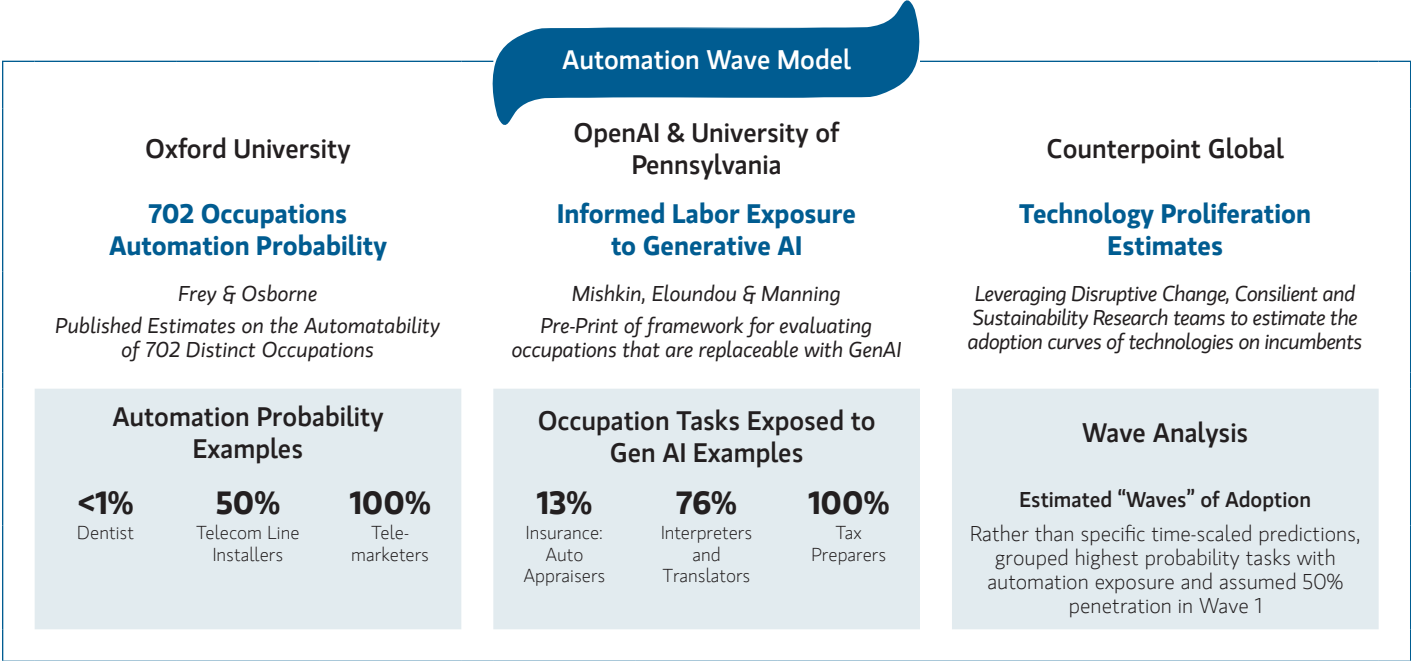 Automation Wave Model
Oxford University
702 Occupations
Automation Probability
Frey & Osborne
Published Estimates on the Automatability
of 702 Distinct Occupations
Automation Probability
Examples
<1%
Dentist
50%
Telecom Line
Installers
100%
Tele-
marketers
OpenAI & University of
Pennsylvania
Informed Labor Exposure
to Generative AI
Mishkin, Eloundou & Manning
Pre-Print of framework for evaluating
occupations that are replaceable with GenAI
Occupation Tasks Exposed to
Gen AI Examples
13%
Insurance:
Auto
Appraisers
76%
Interpreters
and
Translators
100%
Tax
Preparers
Counterpoint Global
Technology Proliferation
Estimates
Leveraging Disruptive Change, Consilient and
Sustainability Research teams to estimate the
adoption curves of technologies on incumbents
Wave Analysis
Estimated “Waves” of Adoption
Rather than specific time-scaled predictions,
grouped highest probability tasks with
automation exposure and assumed 50%
penetration in Wave 1